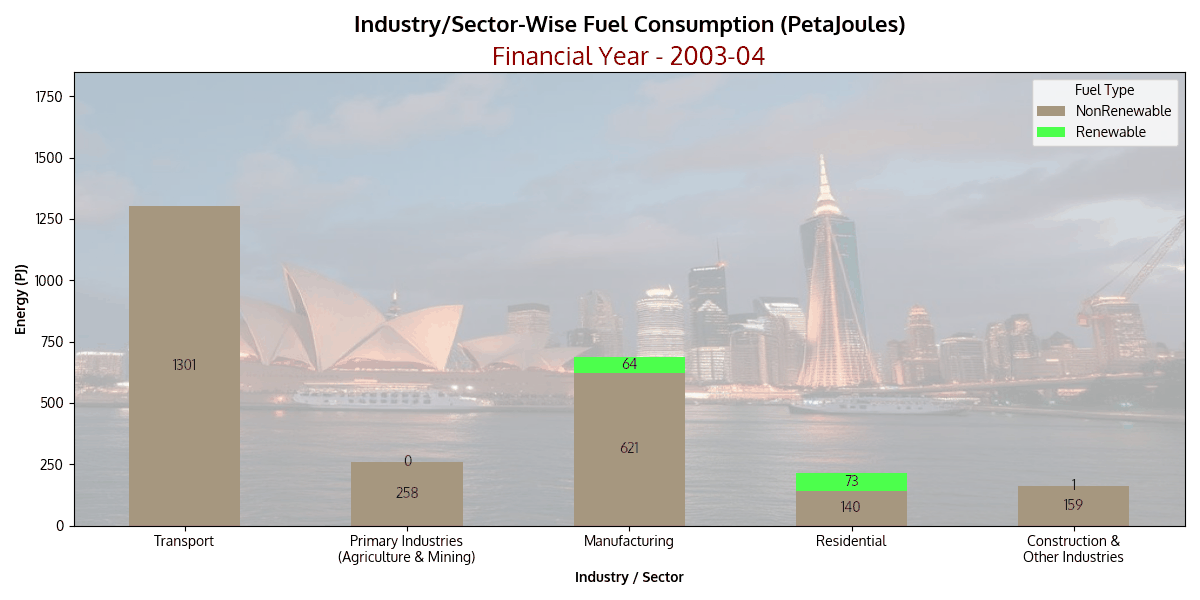 Industry/Sector-Wise Fuel Consumption (PetaJoules)
Financial Year - 2003-04
Fuel Type
NonRenewable
Renewable
Energy (PJ)
1750
1500
1250
1000
750
500
250
0
1301
0
258
64
621
73
140
1
159
Transport
Primary Industries
(Agriculture & Mining)
Manufacturing
Residential
Construction &
Other Industries
Industry / Sector